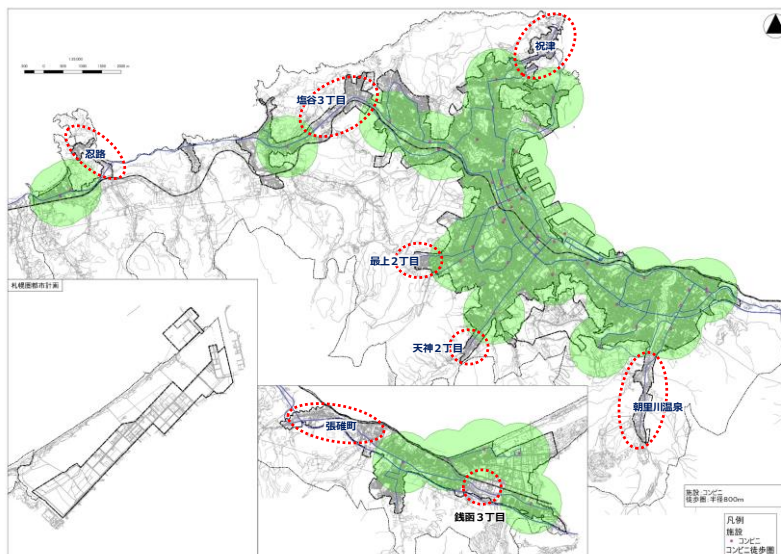 祝津
塩谷3丁目
忍路
最上2丁目
札幌圏都市計画
天神2丁目
朝里川温泉
張碓町
銭函3丁目
施設:コンビニ
徒歩圏:半径800m
凡例
施設
コンビニ
コンビニ徒歩圏